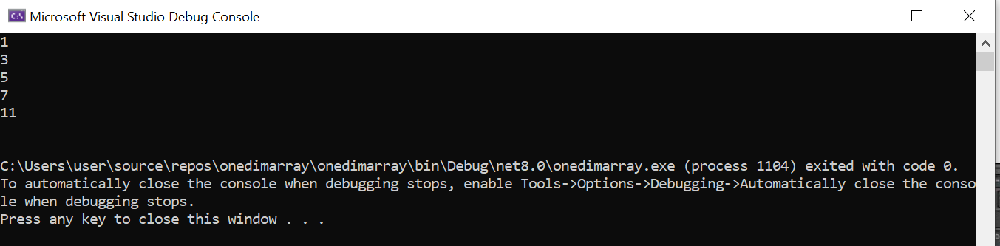 Microsoft Visual Studio Debug Console
1
3
5
7
11
C:\Users\user\source\repos\onedimarray\onedimarray\bin\Debug\net8.0\onedimarray.exe (process 1104) exited with code 0.
To automatically close the console when debugging stops, enable Tools->Options->Debugging->Automatically close the conso
le when debugging stops.
Press any key to close this window . . .